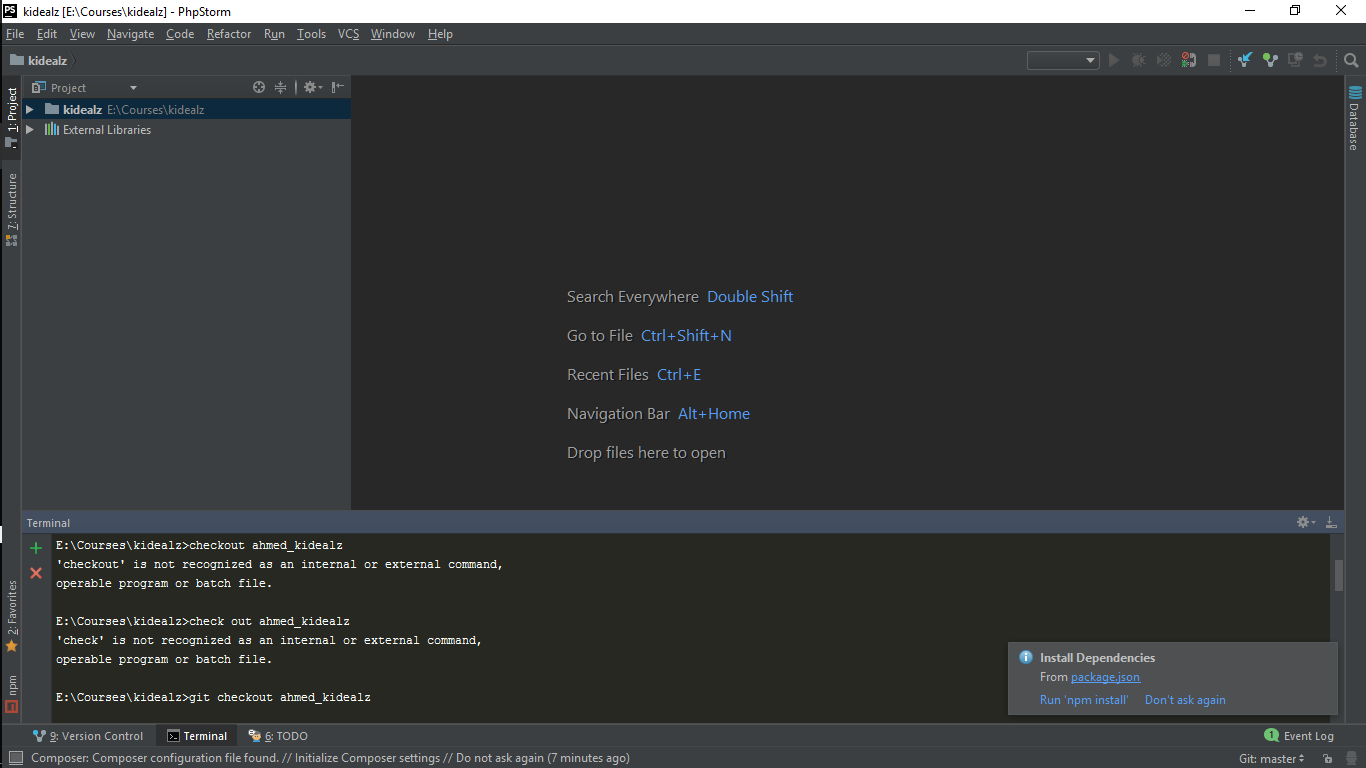 PS kidealz [E:\Courses\kidealz] - PhpStorm
File Edit View Navigate Code Refactor Run Tools VCS Window Help
kidealz
Project
1: Project
kidealz E:\Courses\kidealz
External Libraries
7: Structure
Database
Search Everywhere Double Shift
Go to File Ctrl+Shift+N
Recent Files Ctrl+E
Navigation Bar Alt+Home
Drop files here to open
Terminal
E:\Courses\kidealz>checkout ahmed_kidealz
'checkout' is not recognized as an internal or external command,
operable program or batch file.
E:\Courses\kidealz>check out ahmed_kidealz
'check' is not recognized as an internal or external command,
operable program or batch file.
E:\Courses\kidealz>git checkout ahmed_kidealz
2: Favorites
npm
Install Dependencies
From package.json
Run 'npm install' Don't ask again
9: Version Control Terminal 6: TODO 1 Event Log
Composer: Composer configuration file found. // Initialize Composer settings // Do not ask again (7 minutes ago) Git: master